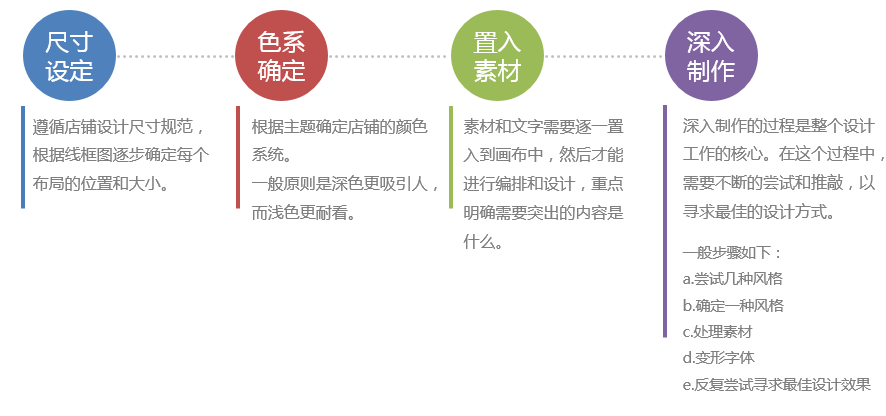 尺寸
设定
色系
确定
置入
素材
深入
制作
遵循店铺设计尺寸规范，
根据线框图逐步确定每个
布局的位置和大小。
根据主题确定店铺的颜色
系统。
一般原则是深色更吸引人，
而浅色更耐看。
素材和文字需要逐一置
入到画布中，然后才能
进行编排和设计，重点
明确需要突出的内容是
什么。
深入制作的过程是整个设计
工作的核心。在这个过程中，
需要不断的尝试和推敲，以
寻求最佳的设计方式。
一般步骤如下：
a.尝试几种风格
b.确定一种风格
c.处理素材
d.变形字体
e.反复尝试寻求最佳设计效果